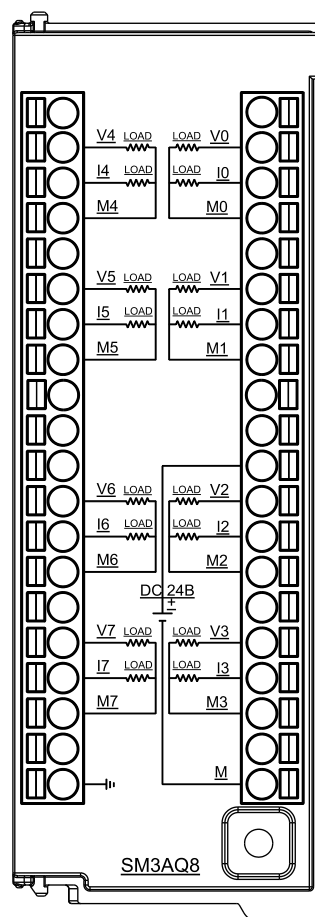 V4 LOAD LOAD V0
I4 LOAD LOAD I0
M4 M0
V5 LOAD LOAD V1
I5 LOAD LOAD I1
M5 M1
V6 LOAD LOAD V2
I6 LOAD LOAD I2
M6 M2
DC 24B
+
V7 LOAD LOAD V3
I7 LOAD LOAD I3
M7 M3
M
SM3AQ8